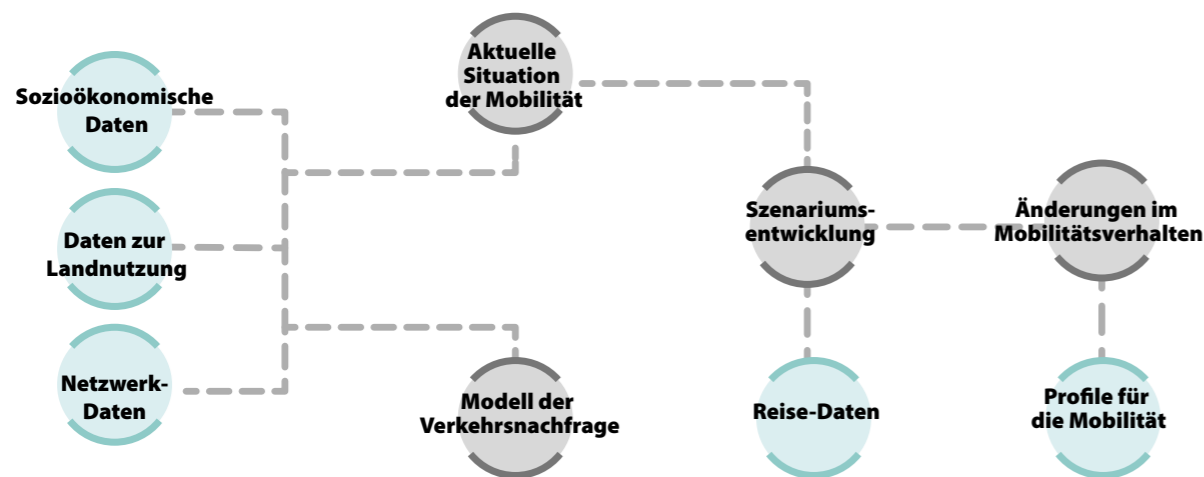 Sozioökonomische
Daten
Daten zur
Landnutzung
Netzwerk-
Daten
Aktuelle
Situation
der Mobilität
Modell der
Verkehrsnachfrage
Szenariums-
entwicklung
Reise-Daten
Änderungen im
Mobilitätsverhalten
Profile für
die Mobilität